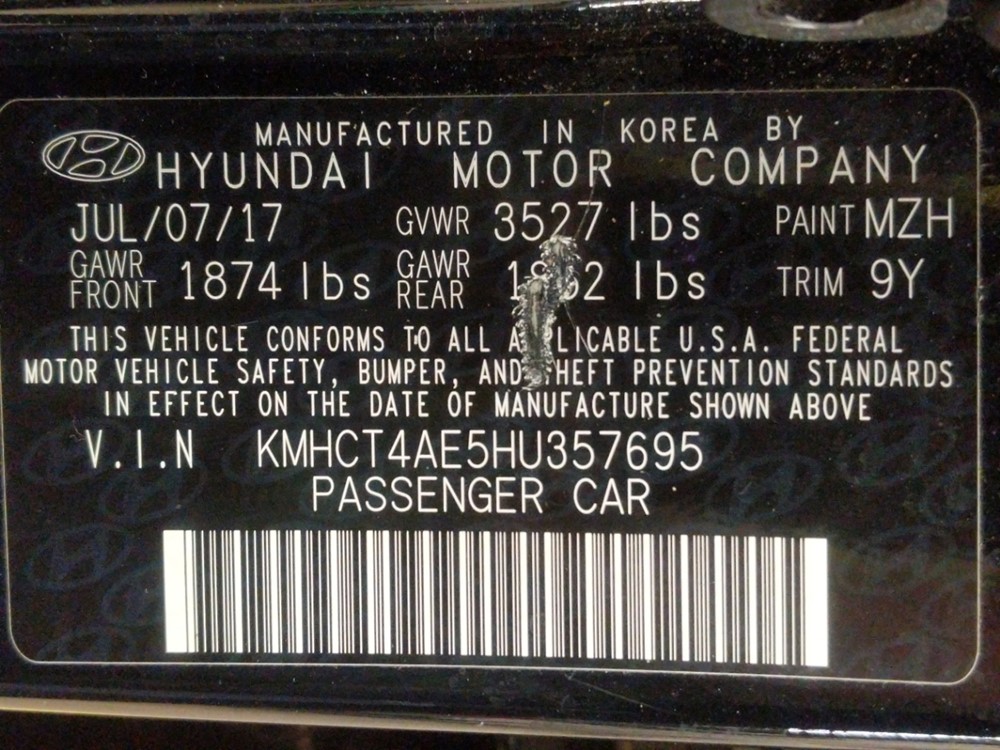 MANUFACTURED IN KOREA BY
HYUNDAI MOTOR COMPANY
JUL/07/17 GVWR 3527 lbs PAINT MZH
GAWR FRONT 1874 lbs GAWR REAR lbs TRIM 9Y
THIS VEHICLE CONFORMS TO ALL U.S.A. FEDERAL
MOTOR VEHICLE SAFETY, BUMPER, AND THEFT PREVENTION STANDARDS
IN EFFECT ON THE DATE OF MANUFACTURE SHOWN ABOVE
V.I.N KMHCT4AE5HU357695
PASSENGER CAR